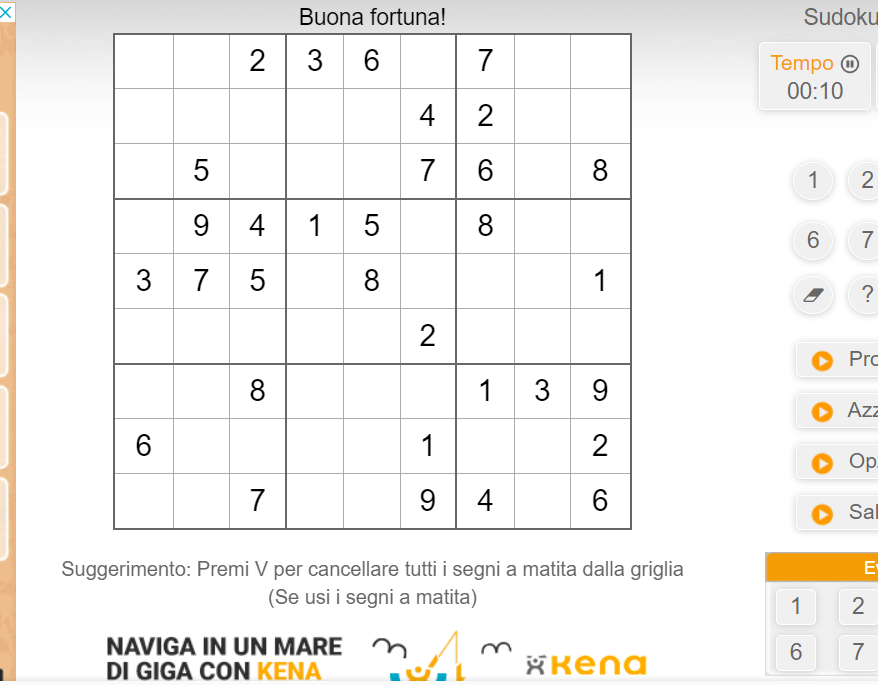 Buona fortuna!
Sudoku
Tempo
00:10
2 3 6 7
4 2
5 7 6 8
9 4 1 5 8
3 7 5 8 1
2
8 1 3 9
6 1 2
7 9 4 6
1 2
6 7
?
Pro
Azz
Op
Sal
Suggerimento: Premi V per cancellare tutti i segni a matita dalla griglia
(Se usi i segni a matita)
1 2
6 7
NAVIGA IN UN MARE
DI GIGA CON KENA
kena